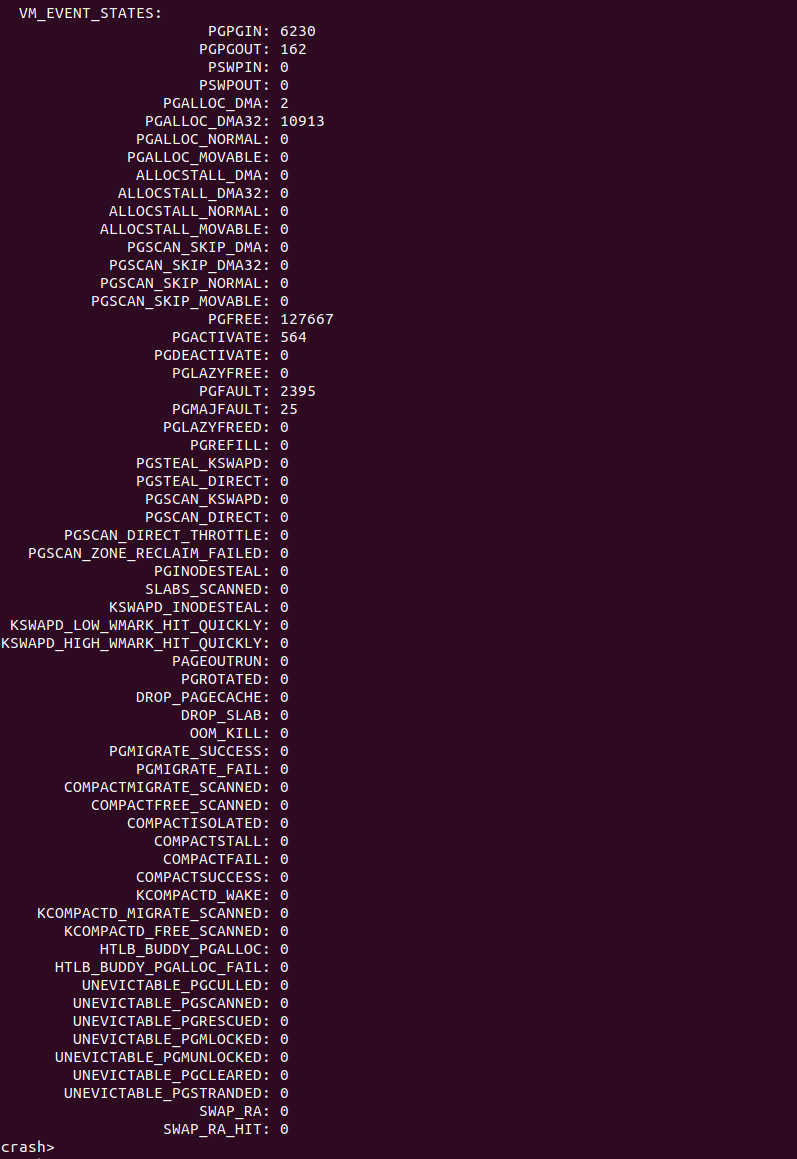 VM_EVENT_STATES:
PGPGIN: 6230
PGPGOUT: 162
PSWPIN: 0
PSWPOUT: 0
PGALLOC_DMA: 2
PGALLOC_DMA32: 10913
PGALLOC_NORMAL: 0
PGALLOC_MOVABLE: 0
ALLOCSTALL_DMA: 0
ALLOCSTALL_DMA32: 0
ALLOCSTALL_NORMAL: 0
ALLOCSTALL_MOVABLE: 0
PGSCAN_SKIP_DMA: 0
PGSCAN_SKIP_DMA32: 0
PGSCAN_SKIP_NORMAL: 0
PGSCAN_SKIP_MOVABLE: 0
PGFREE: 127667
PGACTIVATE: 564
PGDEACTIVATE: 0
PGLAZYFREE: 0
PGFAULT: 2395
PGMAJFAULT: 25
PGLAZYFREED: 0
PGREFILL: 0
PGSTEAL_KSWAPD: 0
PGSTEAL_DIRECT: 0
PGSCAN_KSWAPD: 0
PGSCAN_DIRECT: 0
PGSCAN_DIRECT_THROTTLE: 0
PGSCAN_ZONE_RECLAIM_FAILED: 0
PGINODESTEAL: 0
SLABS_SCANNED: 0
KSWAPD_INODESTEAL: 0
KSWAPD_LOW_WMARK_HIT_QUICKLY: 0
KSWAPD_HIGH_WMARK_HIT_QUICKLY: 0
PAGEOUTRUN: 0
PGROTATED: 0
DROP_PAGECACHE: 0
DROP_SLAB: 0
OOM_KILL: 0
PGMIGRATE_SUCCESS: 0
PGMIGRATE_FAIL: 0
COMPACTMIGRATE_SCANNED: 0
COMPACTFREE_SCANNED: 0
COMPACTISOLATED: 0
COMPACTSTALL: 0
COMPACTFAIL: 0
COMPACTSUCCESS: 0
KCOMPACTD_WAKE: 0
KCOMPACTD_MIGRATE_SCANNED: 0
KCOMPACTD_FREE_SCANNED: 0
HTLB_BUDDY_PGALLOC: 0
HTLB_BUDDY_PGALLOC_FAIL: 0
UNEVICTABLE_PGCULLED: 0
UNEVICTABLE_PGSCANNED: 0
UNEVICTABLE_PGRESCUED: 0
UNEVICTABLE_PGMLOCKED: 0
UNEVICTABLE_PGMUNLOCKED: 0
UNEVICTABLE_PGCLEARED: 0
UNEVICTABLE_PGSTRANDED: 0
SWAP_RA: 0
SWAP_RA_HIT: 0
crash>